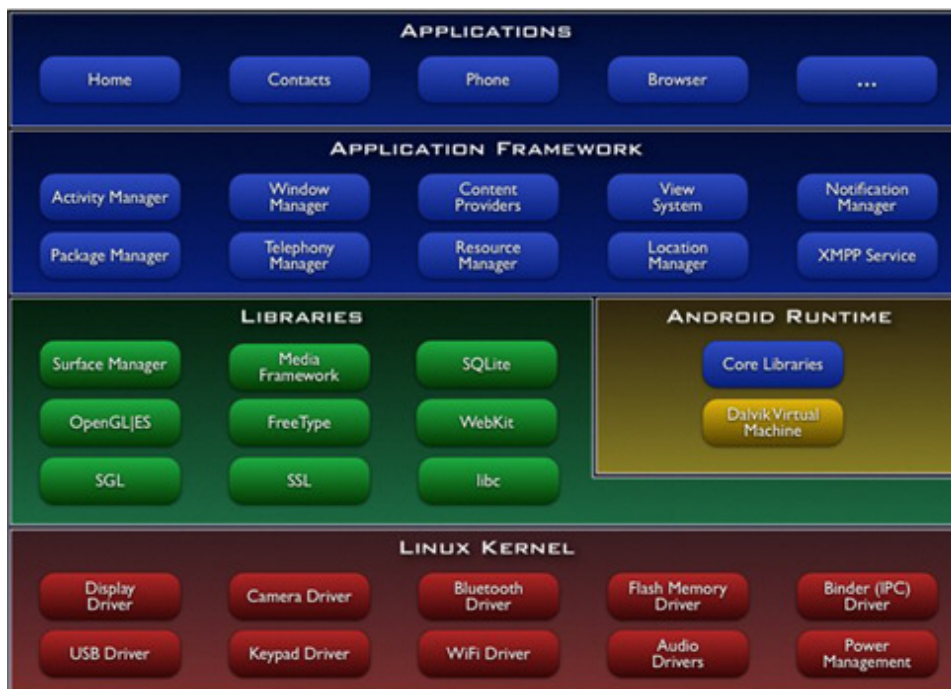 APPLICATIONS
Home
Contacts
Phone
Browser
...
APPLICATION FRAMEWORK
Activity Manager
Window
Manager
Content
Providers
View
System
Notification
Manager
Package Manager
Telephony
Manager
Resource
Manager
Location
Manager
XMPP Service
LIBRARIES
Surface Manager
Media
Framework
SQLite
OpenGL|ES
FreeType
WebKit
SGL
SSL
libc
ANDROID RUNTIME
Core Libraries
Dalvik Virtual
Machine
LINUX KERNEL
Display
Driver
Camera Driver
Bluetooth
Driver
Flash Memory
Driver
Binder (IPC)
Driver
USB Driver
Keypad Driver
WiFi Driver
Audio
Drivers
Power
Management